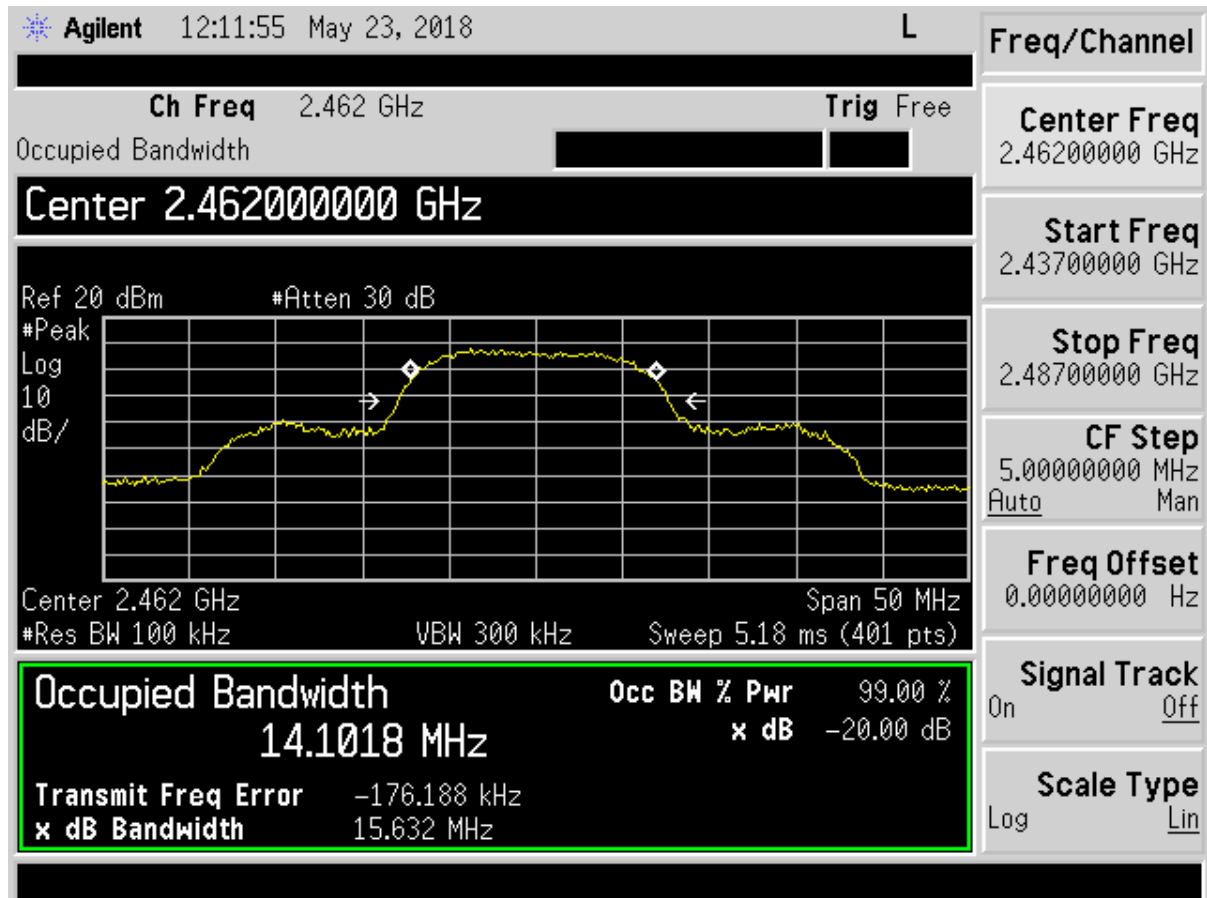 Agilent 12:11:55 May 23, 2018 L
Freq/Channel
Ch Freq 2.462 GHz Trig Free
Occupied Bandwidth
Center 2.462000000 GHz
Ref 20 dBm #Atten 30 dB
#Peak
Log
10
dB/
Center 2.462 GHz Span 50 MHz
#Res BW 100 kHz VBW 300 kHz Sweep 5.18 ms (401 pts)
Occupied Bandwidth Occ BW % Pwr 99.00 %
14.1018 MHz x dB -20.00 dB
Transmit Freq Error -176.188 kHz
x dB Bandwidth 15.632 MHz
Center Freq
2.46200000 GHz
Start Freq
2.43700000 GHz
Stop Freq
2.48700000 GHz
CF Step
5.00000000 MHz
Auto Man
Freq Offset
0.00000000 Hz
Signal Track
On Off
Scale Type
Log Lin